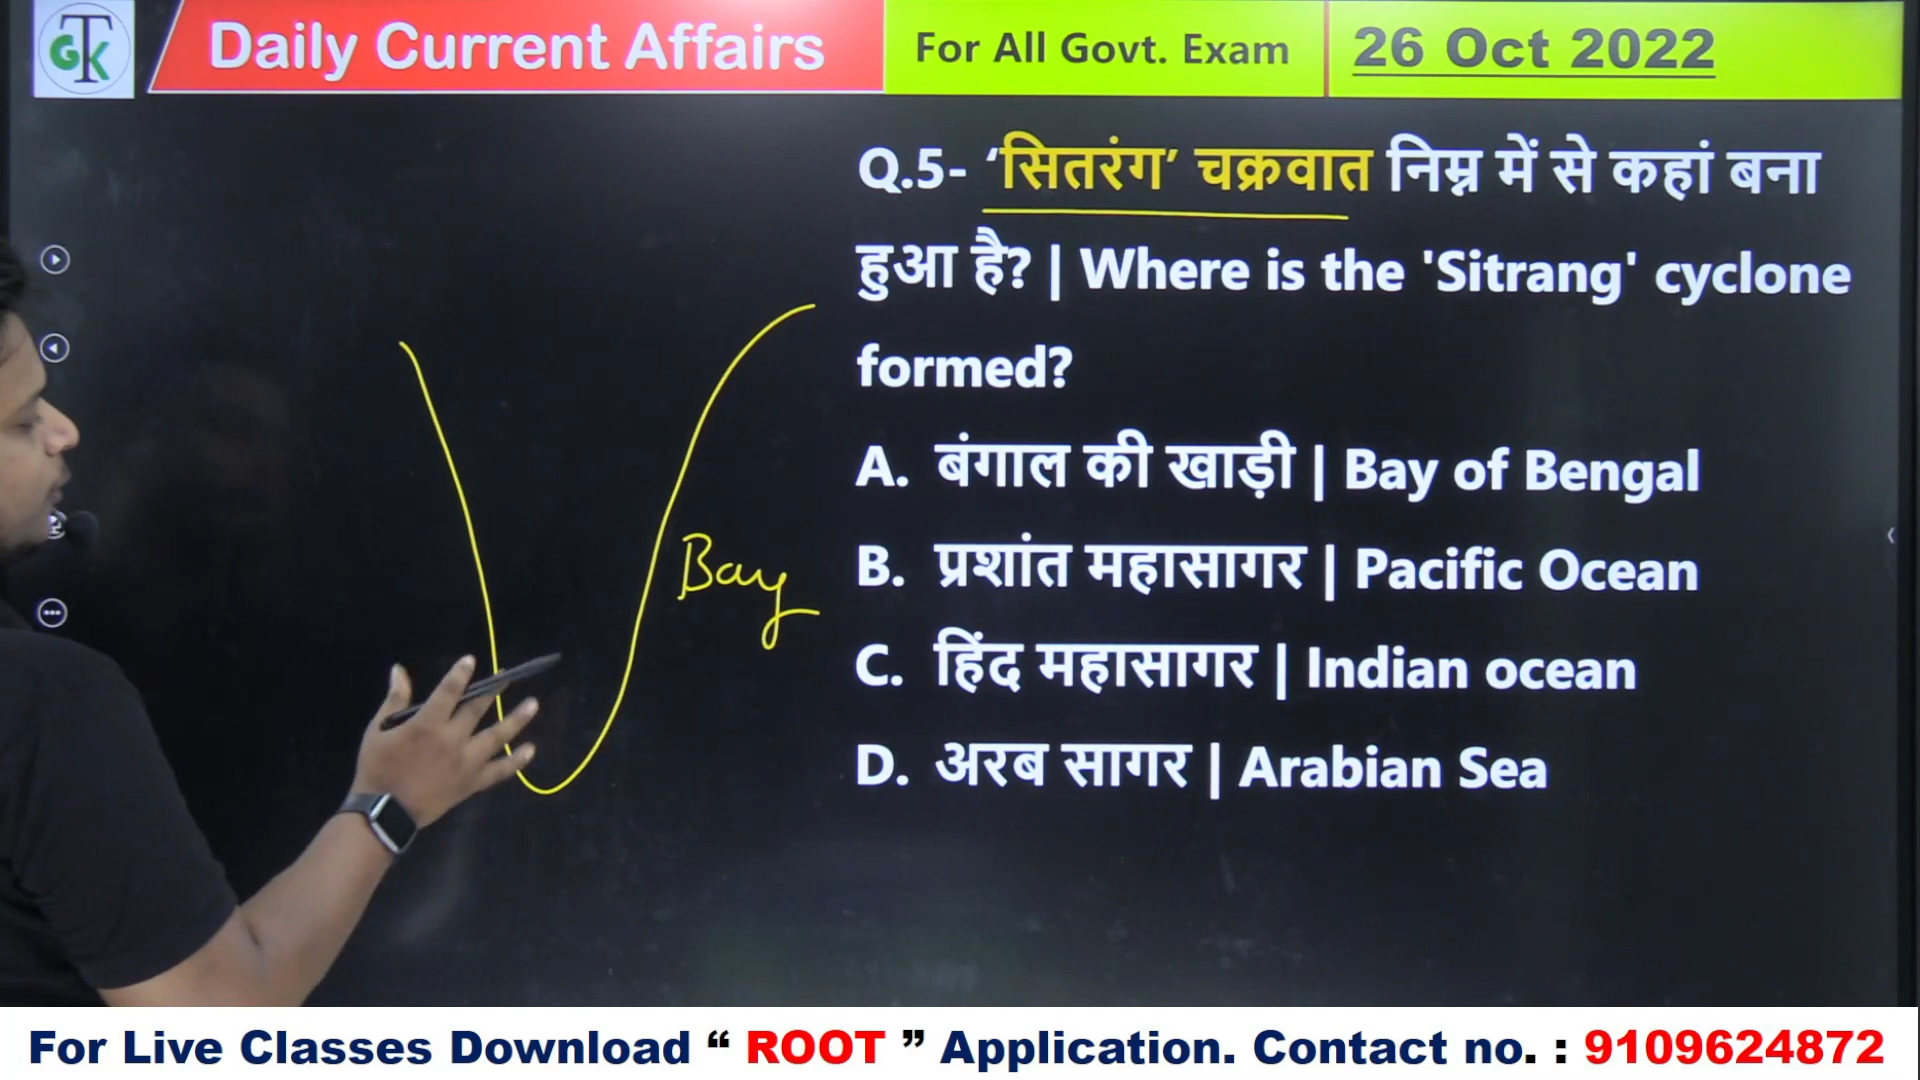 GTK
Daily Current Affairs
For All Govt. Exam
26 Oct 2022
Q.5- ‘सितरंग’ चक्रवात निम्न में से कहां बना
हुआ है? | Where is the 'Sitrang' cyclone
formed?
A. बंगाल की खाड़ी | Bay of Bengal
B. प्रशांत महासागर | Pacific Ocean
C. हिंद महासागर | Indian ocean
D. अरब सागर | Arabian Sea
Bay
For Live Classes Download “ ROOT ” Application. Contact no. : 9109624872